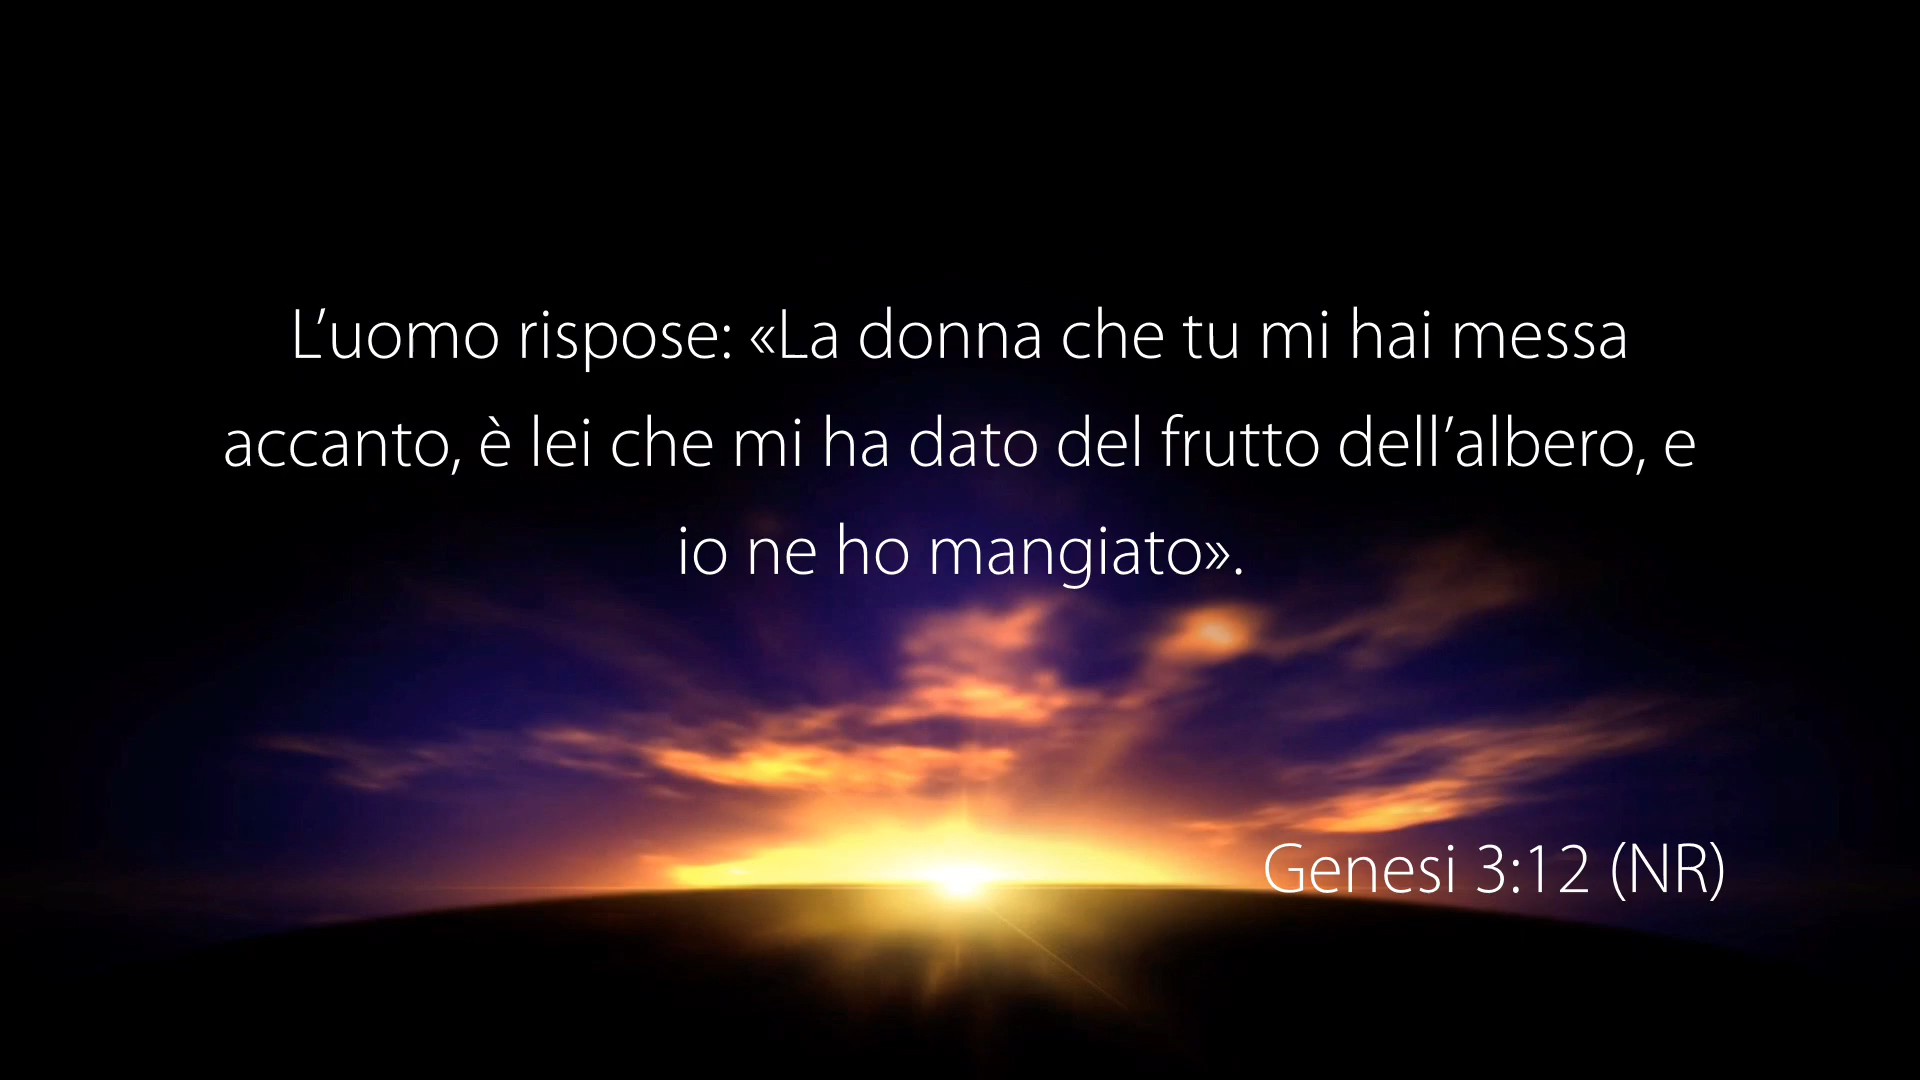 L’uomo rispose: «La donna che tu mi hai messa
accanto, è lei che mi ha dato del frutto dell’albero, e
io ne ho mangiato».
Genesi 3:12 (NR)